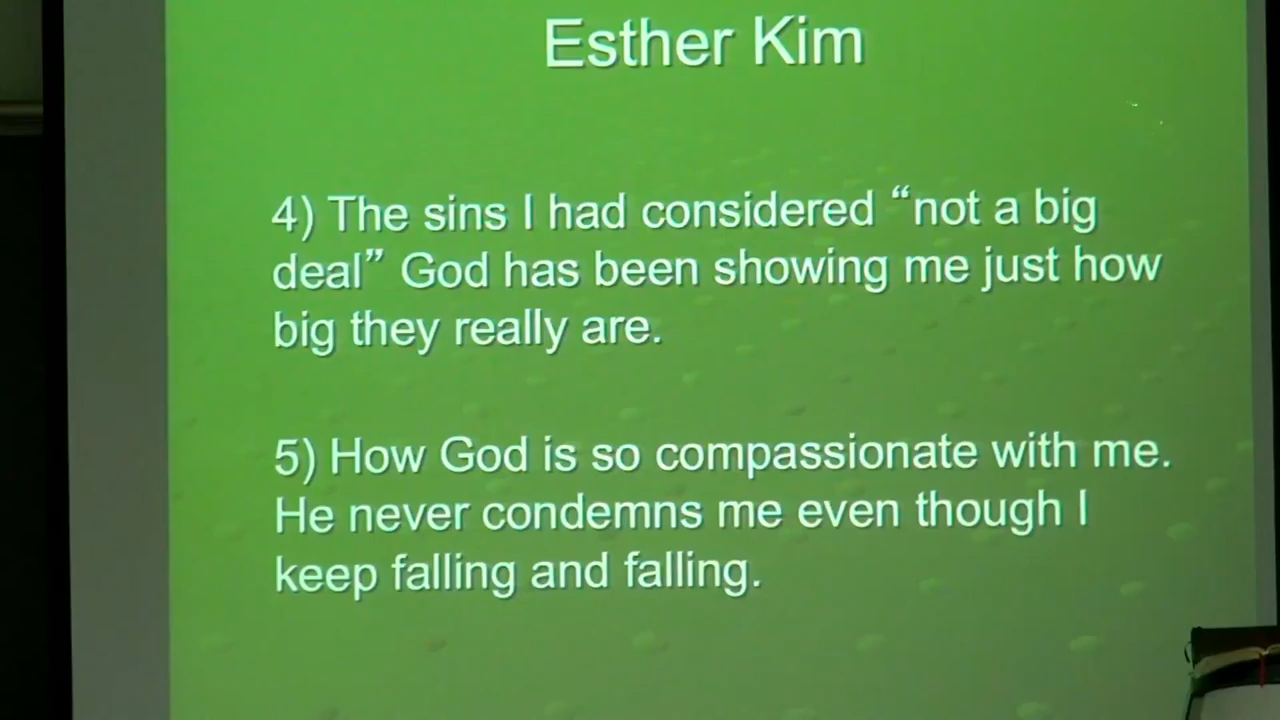 Esther Kim
4) The sins I had considered “not a big
deal” God has been showing me just how
big they really are.
5) How God is so compassionate with me.
He never condemns me even though I
keep falling and falling.